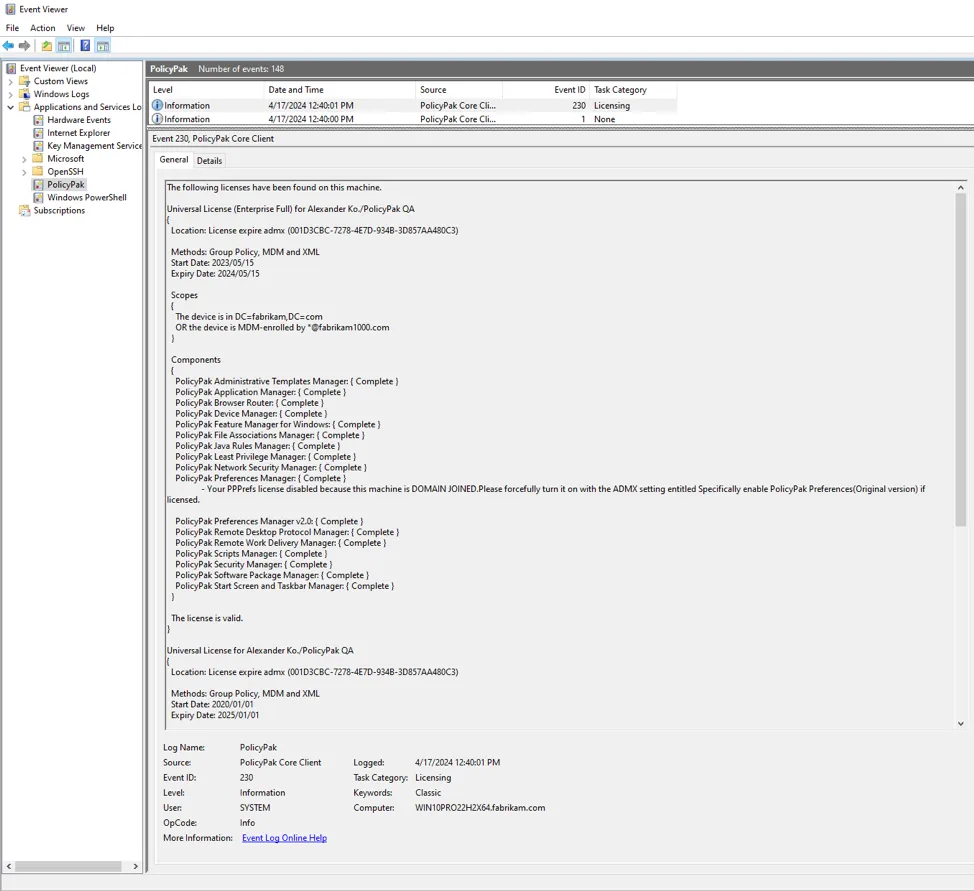 Event Viewer
File Action View Help
Event Viewer (Local)
Custom Views
Windows Logs
Applications and Services Lo
Hardware Events
Internet Explorer
Key Management Service
Microsoft
OpenSSH
PolicyPak
Windows PowerShell
Subscriptions
PolicyPak Number of events: 148
Level Date and Time Source Event ID Task Category
Information 4/17/2024 12:40:01 PM PolicyPak Core Cli... 230 Licensing
Information 4/17/2024 12:40:00 PM PolicyPak Core Cli... 1 None
Event 230, PolicyPak Core Client
General Details
The following licenses have been found on this machine.
Universal License (Enterprise Full) for Alexander Ko./PolicyPak QA
{
Location: License expire admx (001D3CBC-7278-4E7D-934B-3D857AA480C3)
Methods: Group Policy, MDM and XML
Start Date: 2023/05/15
Expiry Date: 2024/05/15
Scopes
{
The device is in DC=fabrikam,DC=com
OR the device is MDM-enrolled by *@fabrikam1000.com
}
Components
{
PolicyPak Administrative Templates Manager: { Complete }
PolicyPak Application Manager: { Complete }
PolicyPak Browser Router: { Complete }
PolicyPak Device Manager: { Complete }
PolicyPak Feature Manager for Windows: { Complete }
PolicyPak File Associations Manager: { Complete }
PolicyPak Java Rules Manager: { Complete }
PolicyPak Least Privilege Manager: { Complete }
PolicyPak Network Security Manager: { Complete }
PolicyPak Preferences Manager: { Complete }
- Your PPPrefs license disabled because this machine is DOMAIN JOINED.Please forcefully turn it on with the ADMX setting entitled Specifically enable PolicyPak Preferences(Original version) if
licensed.
PolicyPak Preferences Manager v2.0: { Complete }
PolicyPak Remote Desktop Protocol Manager: { Complete }
PolicyPak Remote Work Delivery Manager: { Complete }
PolicyPak Scripts Manager: { Complete }
PolicyPak Security Manager: { Complete }
PolicyPak Software Package Manager: { Complete }
PolicyPak Start Screen and Taskbar Manager: { Complete }
}
The license is valid.
}
Universal License for Alexander Ko./PolicyPak QA
{
Location: License expire admx (001D3CBC-7278-4E7D-934B-3D857AA480C3)
Methods: Group Policy, MDM and XML
Start Date: 2020/01/01
Expiry Date: 2025/01/01
Log Name: PolicyPak
Source: PolicyPak Core Client Logged: 4/17/2024 12:40:01 PM
Event ID: 230 Task Category: Licensing
Level: Information Keywords: Classic
User: SYSTEM Computer: WIN10PRO22H2X64.fabrikam.com
OpCode: Info
More Information: Event Log Online Help